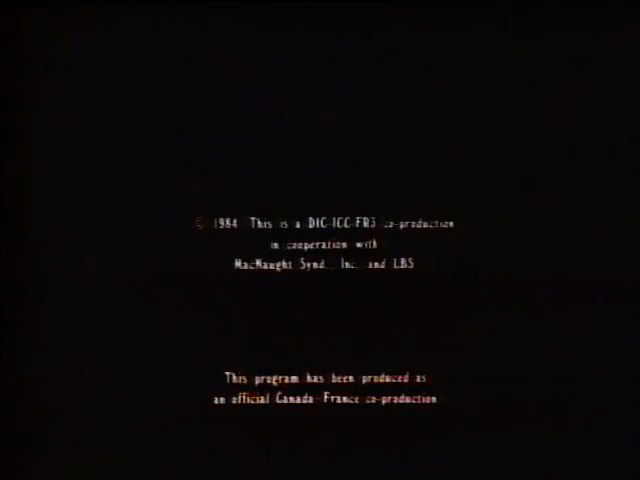 © 1984 This is a DIC-ICC-FR3 co-production
in cooperation with
MacNaught Synd., Inc. and LBS
This program has been produced as
an official Canada-France co-production